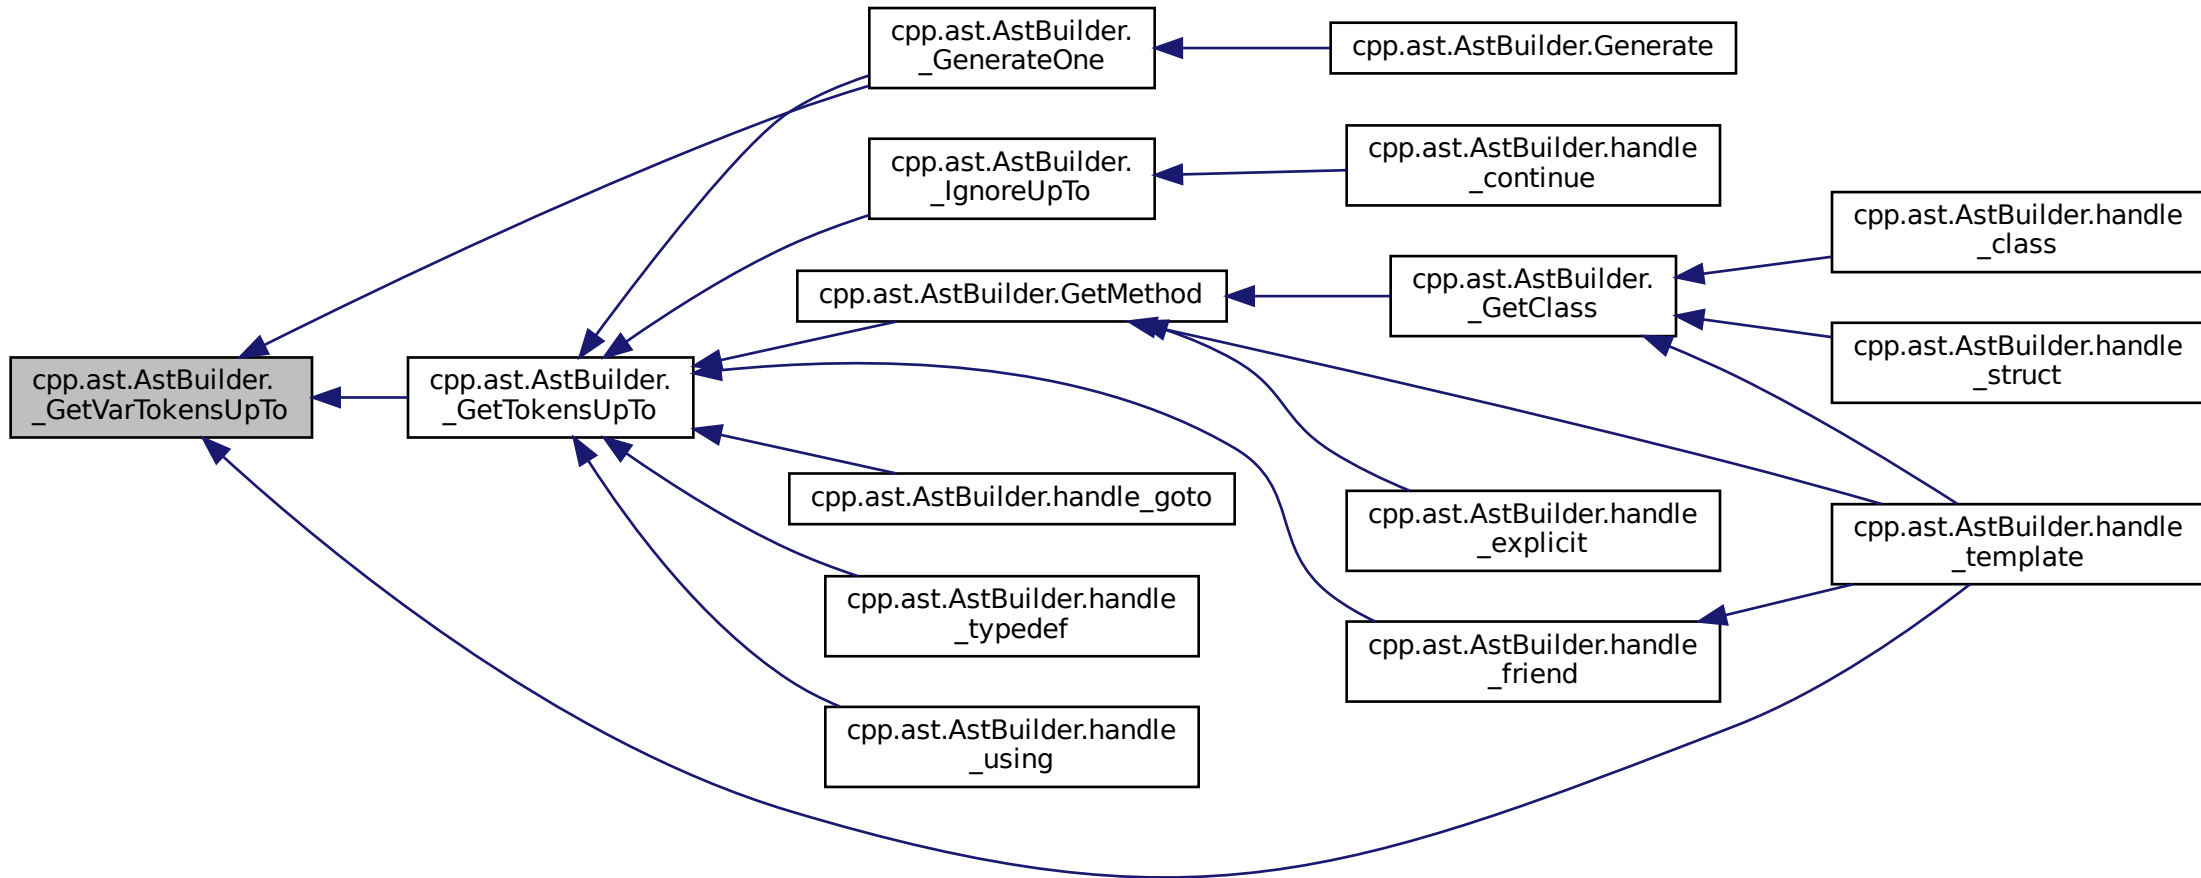 cpp.ast.AstBuilder.
_GenerateOne
cpp.ast.AstBuilder.Generate
cpp.ast.AstBuilder.
_IgnoreUpTo
cpp.ast.AstBuilder.handle
_continue
cpp.ast.AstBuilder.handle
_class
cpp.ast.AstBuilder.GetMethod
cpp.ast.AstBuilder.
_GetClass
cpp.ast.AstBuilder.handle
_struct
cpp.ast.AstBuilder.
_GetVarTokensUpTo
cpp.ast.AstBuilder.
_GetTokensUpTo
cpp.ast.AstBuilder.handle_goto
cpp.ast.AstBuilder.handle
_explicit
cpp.ast.AstBuilder.handle
_template
cpp.ast.AstBuilder.handle
_typedef
cpp.ast.AstBuilder.handle
_friend
cpp.ast.AstBuilder.handle
_using